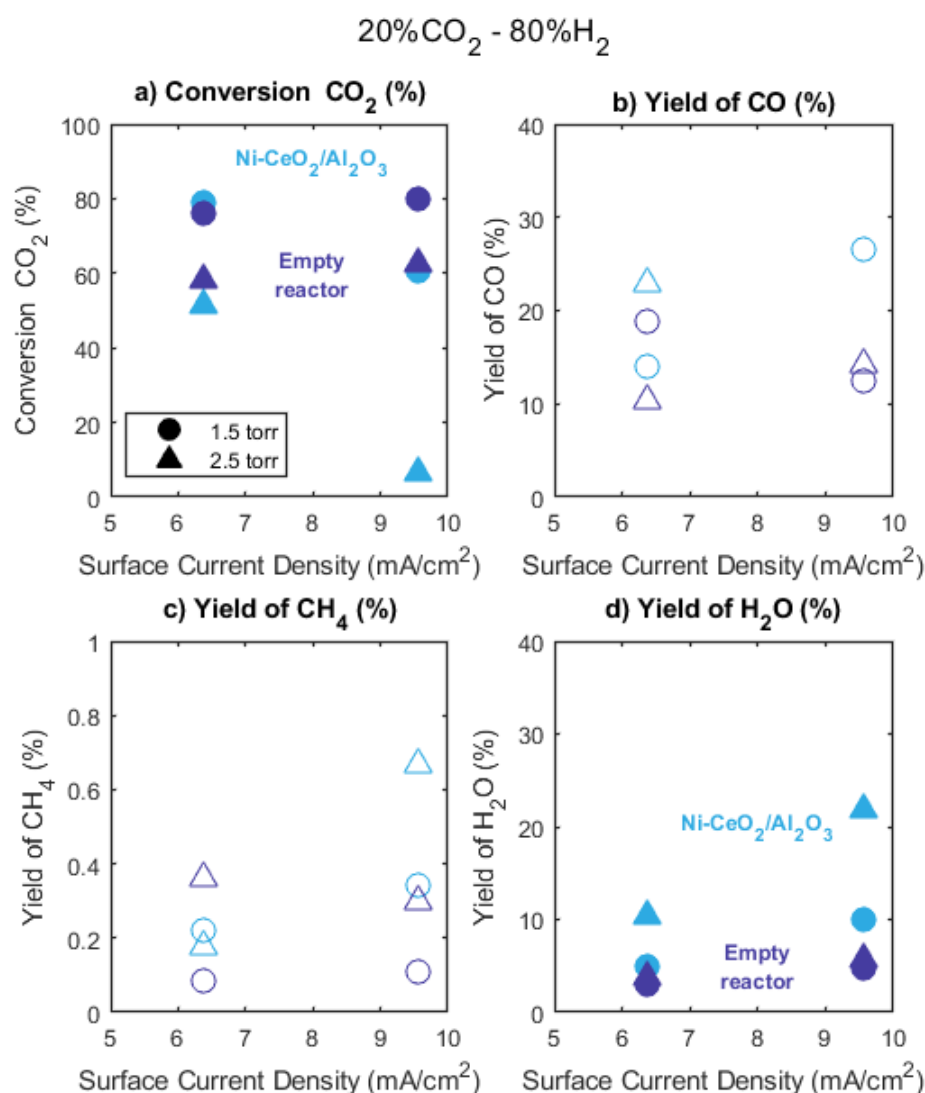 20%CO₂ - 80%H₂
a) Conversion CO₂ (%)
Conversion CO₂ (%)
100
80
60
40
20
0
Ni-CeO₂/Al₂O₃
Empty
reactor
1.5 torr
2.5 torr
5 6 7 8 9 10
Surface Current Density (mA/cm²)
b) Yield of CO (%)
Yield of CO (%)
40
30
20
10
0
5 6 7 8 9 10
Surface Current Density (mA/cm²)
c) Yield of CH₄ (%)
Yield of CH₄ (%)
1
0.8
0.6
0.4
0.2
0
5 6 7 8 9 10
Surface Current Density (mA/cm²)
d) Yield of H₂O (%)
Yield of H₂O (%)
40
30
20
10
0
Ni-CeO₂/Al₂O₃
Empty
reactor
5 6 7 8 9 10
Surface Current Density (mA/cm²)